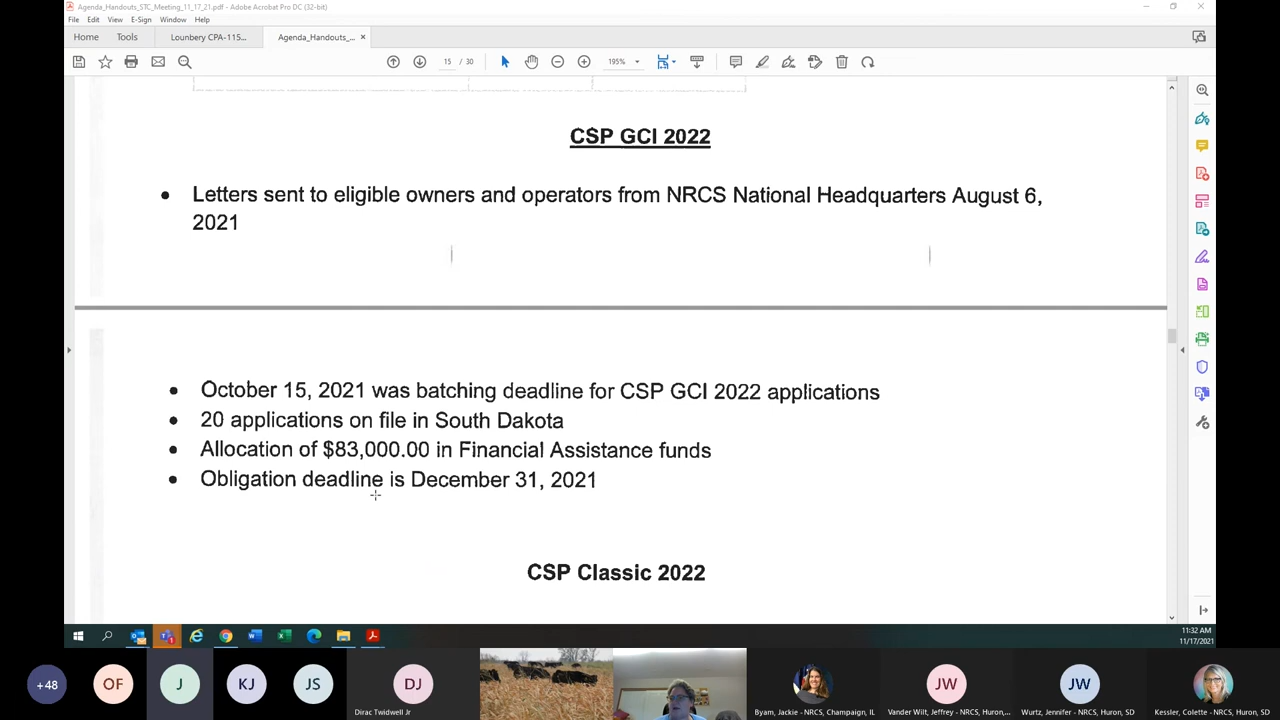 Agenda_Handouts_STC_Meeting_11_17_21.pdf - Adobe Acrobat Pro DC (32-bit)
File Edit View E-Sign Window Help
Home Tools Lounbery CPA-115... Agenda_Handouts_... ×
15 / 30 195%
CSP GCI 2022
• Letters sent to eligible owners and operators from NRCS National Headquarters August 6,
2021
• October 15, 2021 was batching deadline for CSP GCI 2022 applications
• 20 applications on file in South Dakota
• Allocation of $83,000.00 in Financial Assistance funds
• Obligation deadline is December 31, 2021
CSP Classic 2022
11:32 AM
11/17/2021
+48 OF J KJ JS DJ JW JW
Dirac Twidwell Jr Byam, Jackie - NRCS, Champaign, IL Vander Wilt, Jeffrey - NRCS, Huron,... Wurtz, Jennifer - NRCS, Huron, SD Kessler, Colette - NRCS, Huron, SD